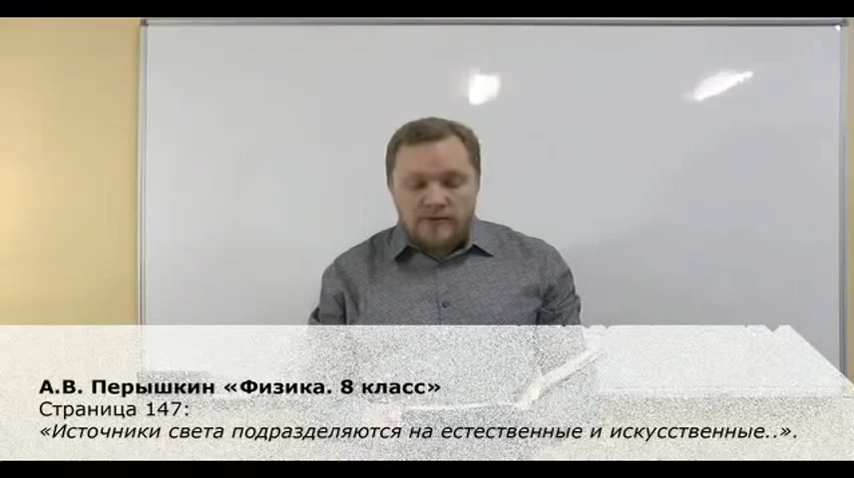 А.В. Перышкин «Физика. 8 класс»
Страница 147:
«Источники света подразделяются на естественные и искусственные..».